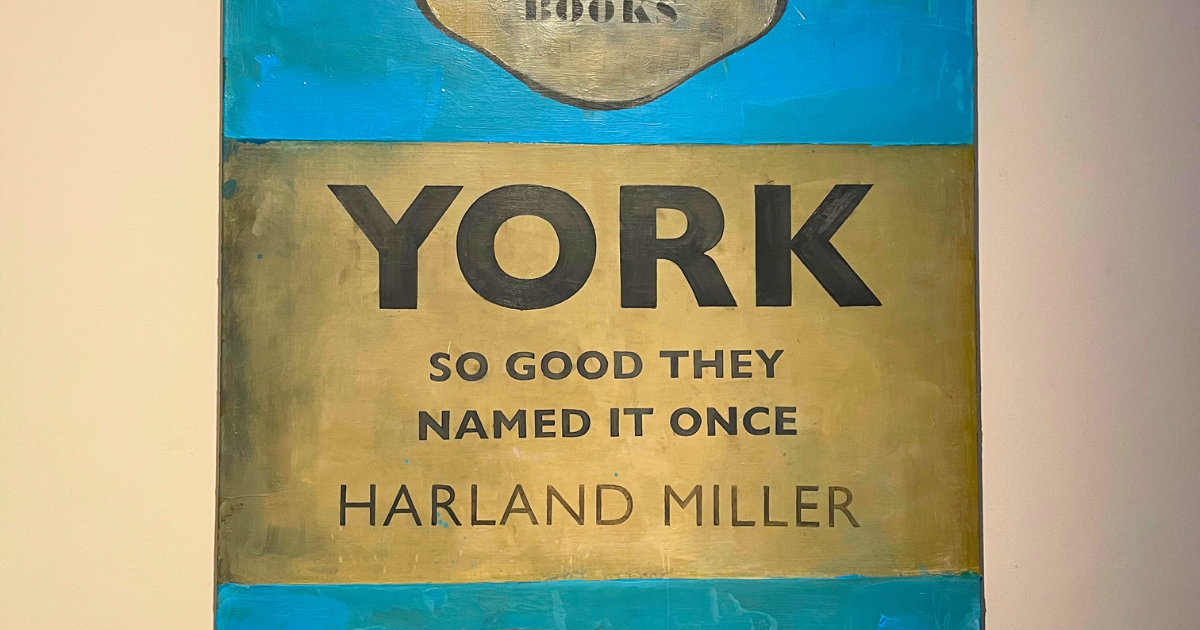 BOOKS
YORK
SO GOOD THEY
NAMED IT ONCE
HARLAND MILLER